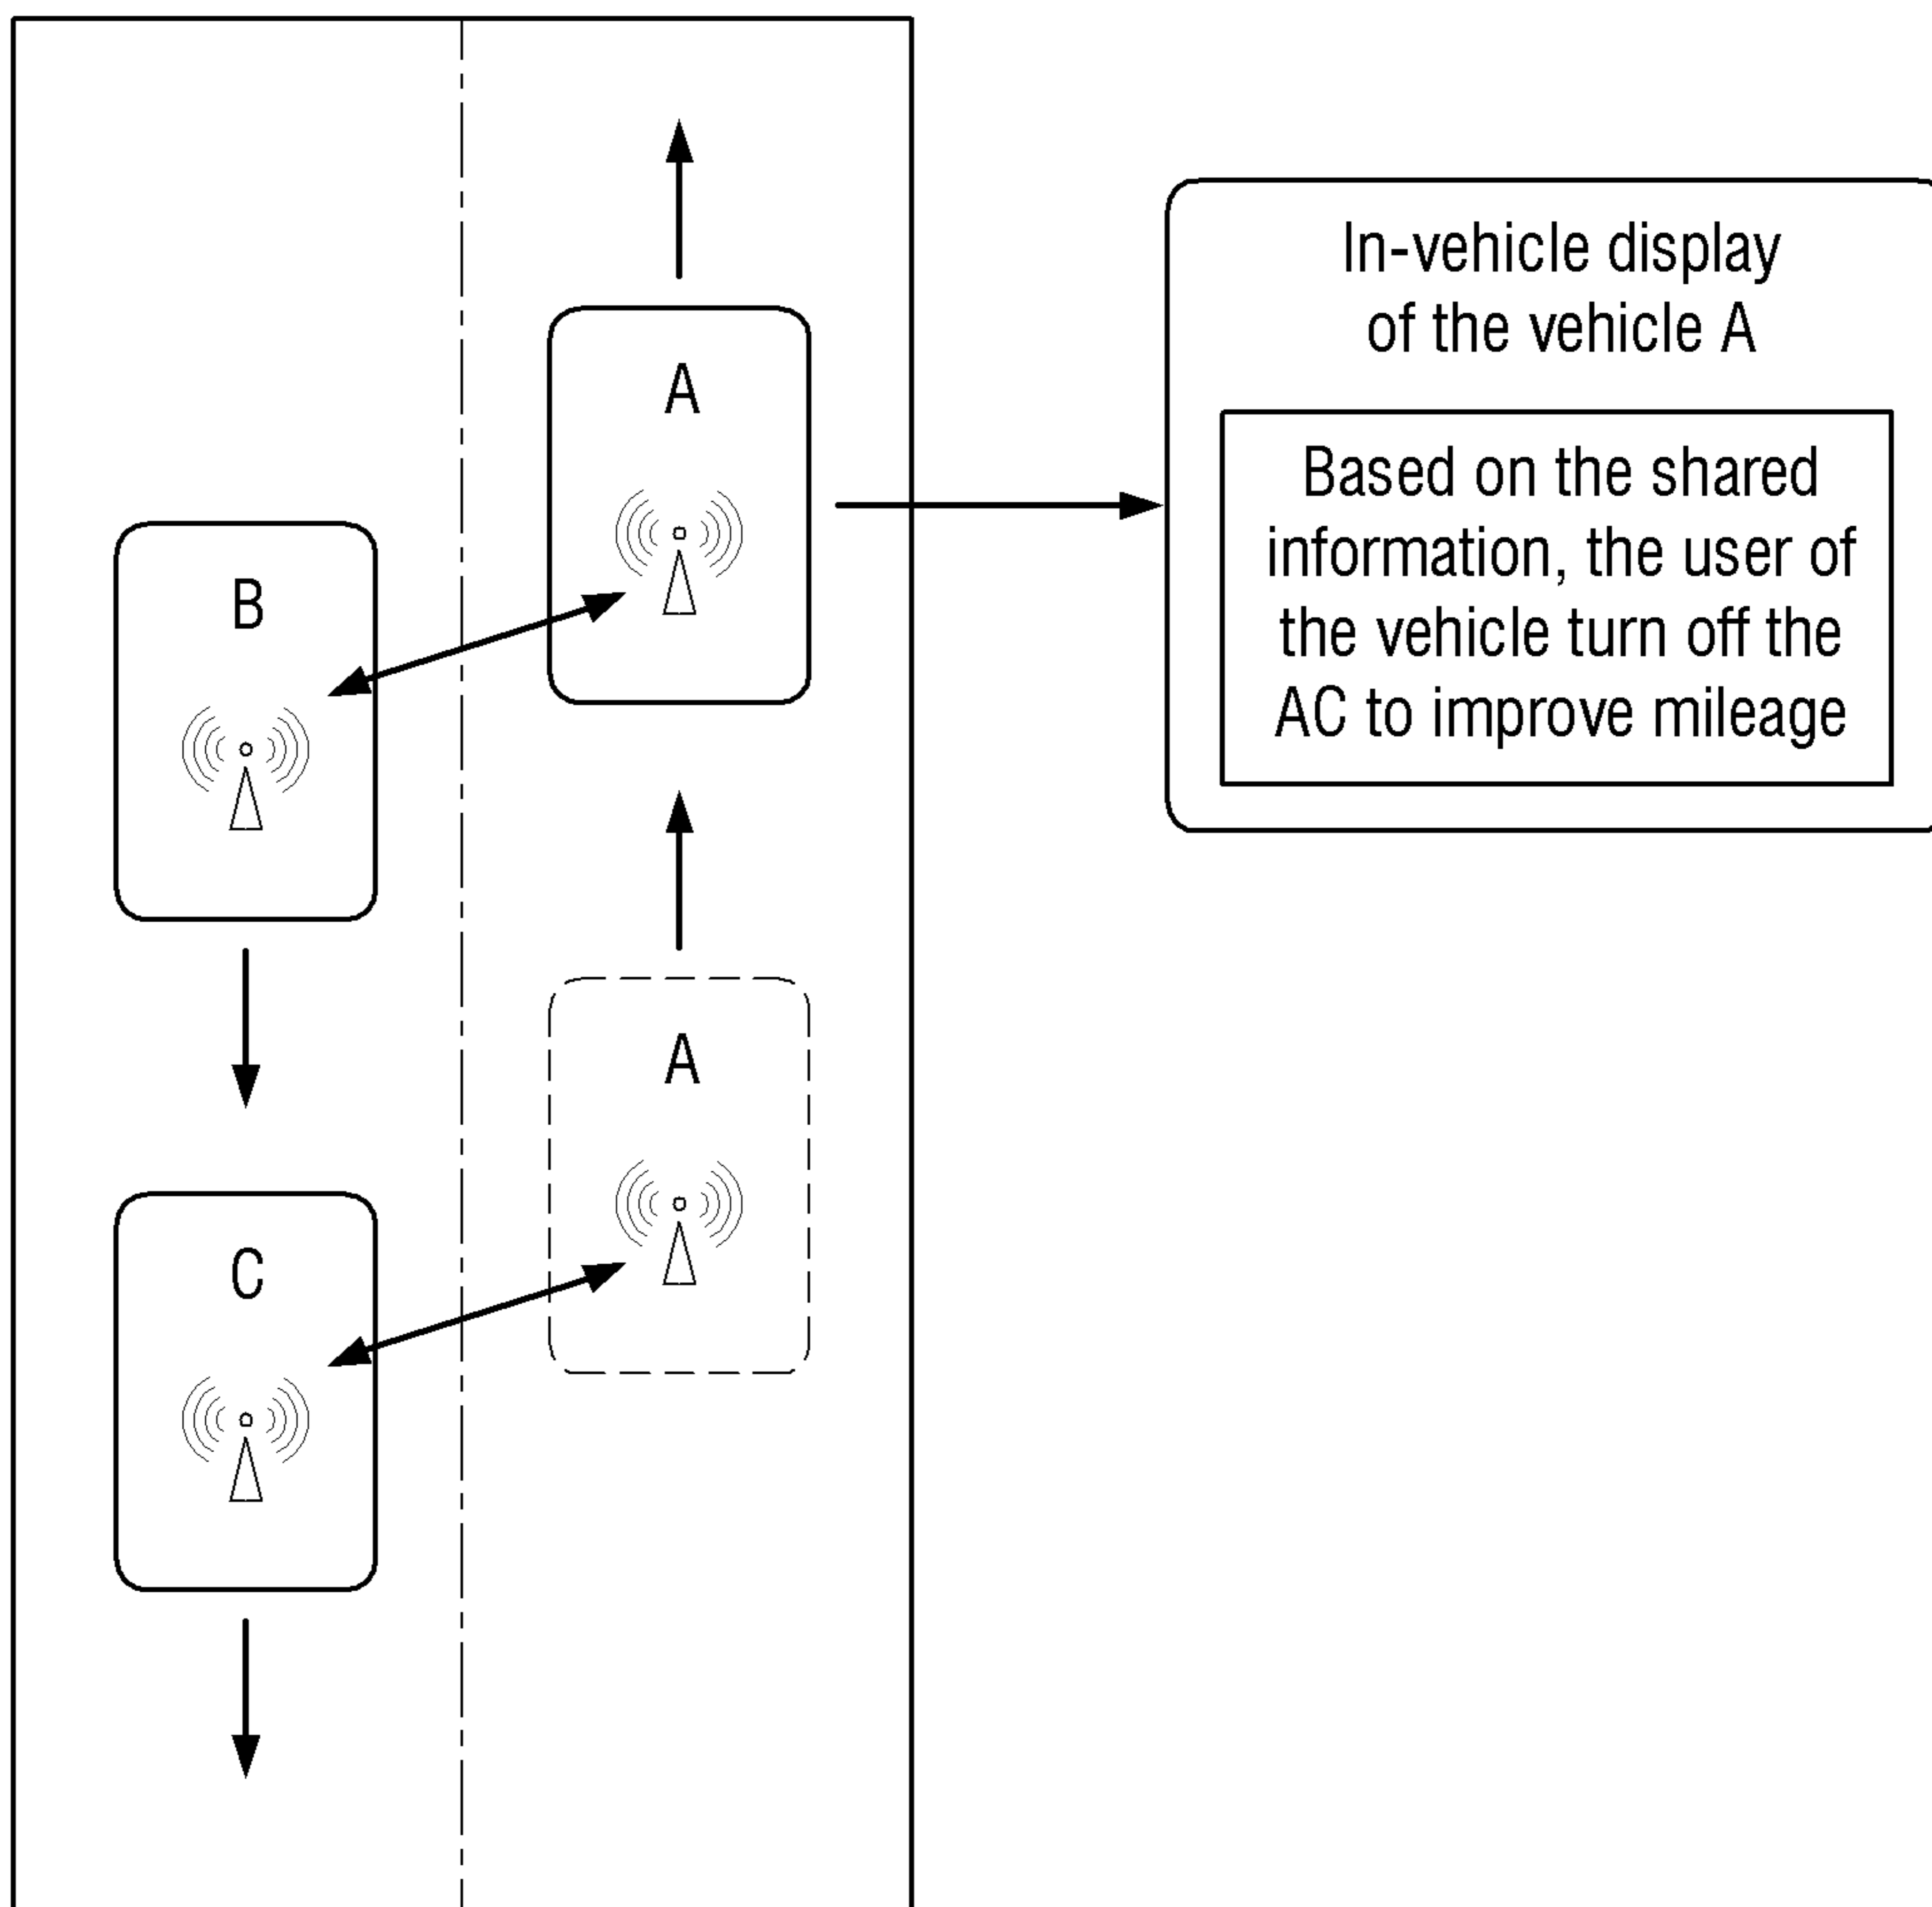 A
In-vehicle display
of the vehicle A
Based on the shared
information, the user of
the vehicle turn off the
AC to improve mileage
B
A
C